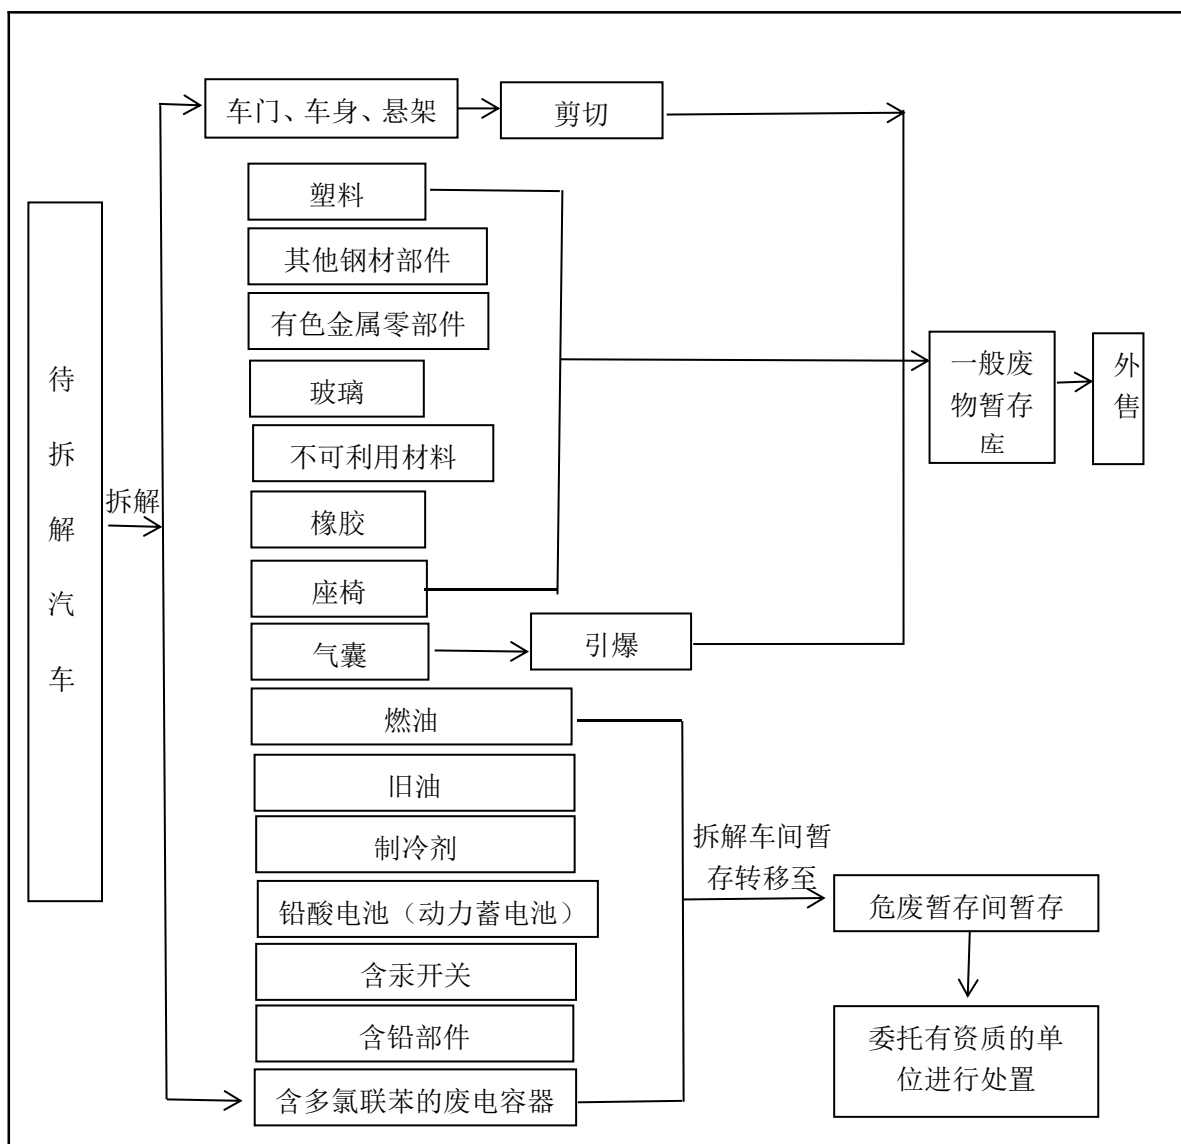 车门、车身、悬架
剪切
塑料
其他钢材部件
有色金属零部件
玻璃
不可利用材料
橡胶
座椅
气囊
引爆
燃油
旧油
制冷剂
铅酸电池（动力蓄电池）
含汞开关
含铅部件
含多氯联苯的废电容器
待
拆
解
汽
车
拆解
一般废
物暂存
库
外
售
拆解车间暂
存转移至
危废暂存间暂存
委托有资质的单
位进行处置